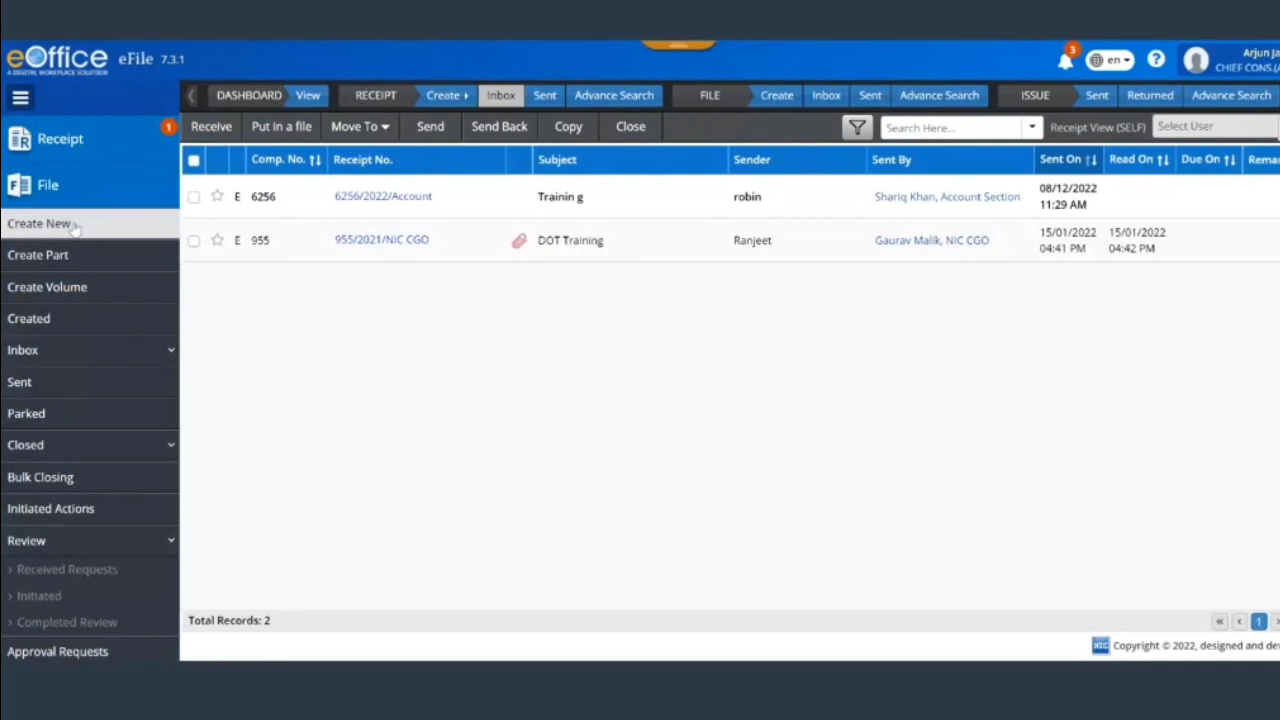 eOffice eFile 7.3.1
A DIGITAL WORKPLACE SOLUTION
3
en
?
Arjun Ja
CHIEF CONS.(A
DASHBOARD View RECEIPT Create Inbox Sent Advance Search FILE Create Inbox Sent Advance Search ISSUE Sent Returned Advance Search
Receive Put in a file Move To Send Send Back Copy Close Search Here... Receipt View (SELF) Select User
Receipt 1
File
Create New
Create Part
Create Volume
Created
Inbox
Sent
Parked
Closed
Bulk Closing
Initiated Actions
Review
> Received Requests
> Initiated
> Completed Review
Approval Requests
Comp. No. Receipt No. Subject Sender Sent By Sent On Read On Due On Remar
E 6256 6256/2022/Account Trainin g robin Shariq Khan, Account Section 08/12/2022
11:29 AM
E 955 955/2021/NIC CGO DOT Training Ranjeet Gaurav Malik, NIC CGO 15/01/2022 15/01/2022
04:41 PM 04:42 PM
Total Records: 2
« ‹ 1 ›
NIC Copyright © 2022, designed and dev